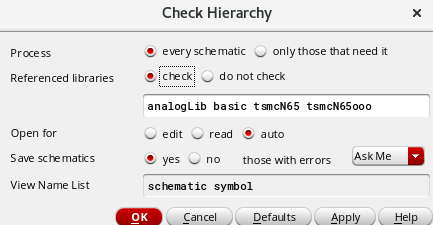 Check Hierarchy ×
Process every schematic only those that need it
Referenced libraries check do not check
analogLib basic tsmcN65 tsmcN65ooo
Open for edit read auto
Save schematics yes no those with errors Ask Me
View Name List schematic symbol
OK Cancel Defaults Apply Help